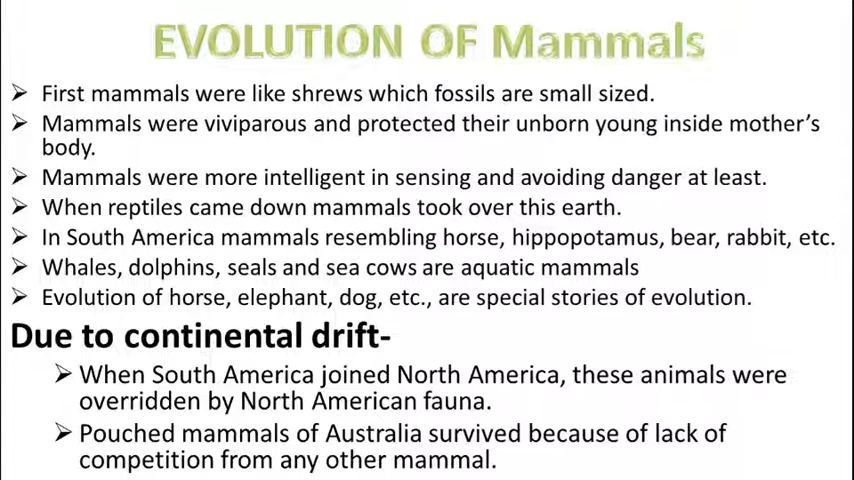 EVOLUTION OF Mammals
➢ First mammals were like shrews which fossils are small sized.
➢ Mammals were viviparous and protected their unborn young inside mother's
body.
➢ Mammals were more intelligent in sensing and avoiding danger at least.
➢ When reptiles came down mammals took over this earth.
➢ In South America mammals resembling horse, hippopotamus, bear, rabbit, etc.
➢ Whales, dolphins, seals and sea cows are aquatic mammals
➢ Evolution of horse, elephant, dog, etc., are special stories of evolution.
Due to continental drift-
➢ When South America joined North America, these animals were
overridden by North American fauna.
➢ Pouched mammals of Australia survived because of lack of
competition from any other mammal.